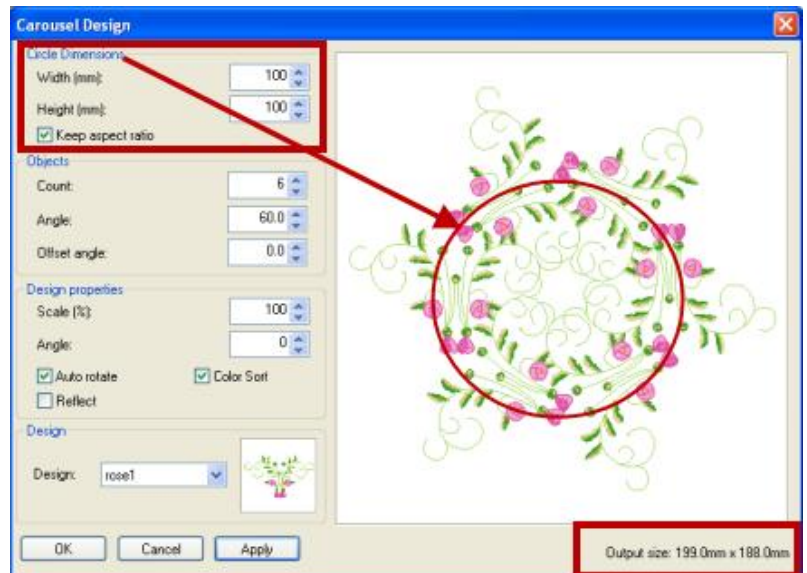 Carousel Design
Circle Dimensions
Width (mm): 100
Height (mm): 100
Keep aspect ratio
Objects
Count: 6
Angle: 60.0
Offset angle: 0.0
Design properties
Scale (%): 100
Angle: 0
Auto rotate Color Sort
Reflect
Design
Design: rose1
OK Cancel Apply
Output size: 199.0mm x 188.0mm